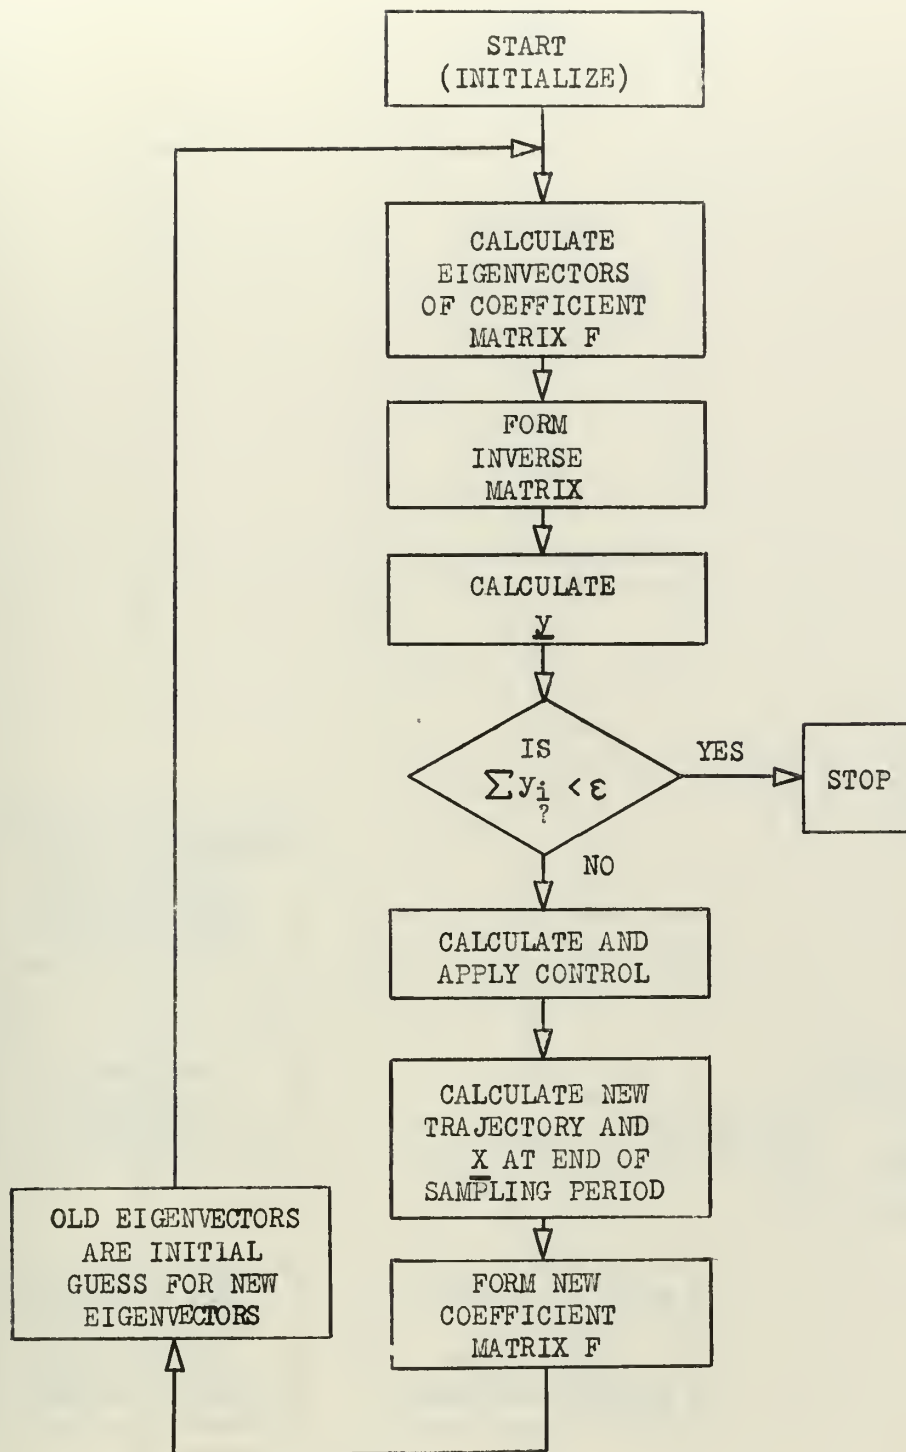 START
(INITIALIZE)
CALCULATE
EIGENVECTORS
OF COEFFICIENT
MATRIX F
FORM
INVERSE
MATRIX
CALCULATE
y
IS
∑ yi < ε
?
YES
STOP
NO
CALCULATE AND
APPLY CONTROL
CALCULATE NEW
TRAJECTORY AND
X AT END OF
SAMPLING PERIOD
FORM NEW
COEFFICIENT
MATRIX F
OLD EIGENVECTORS
ARE INITIAL
GUESS FOR NEW
EIGENVECTORS